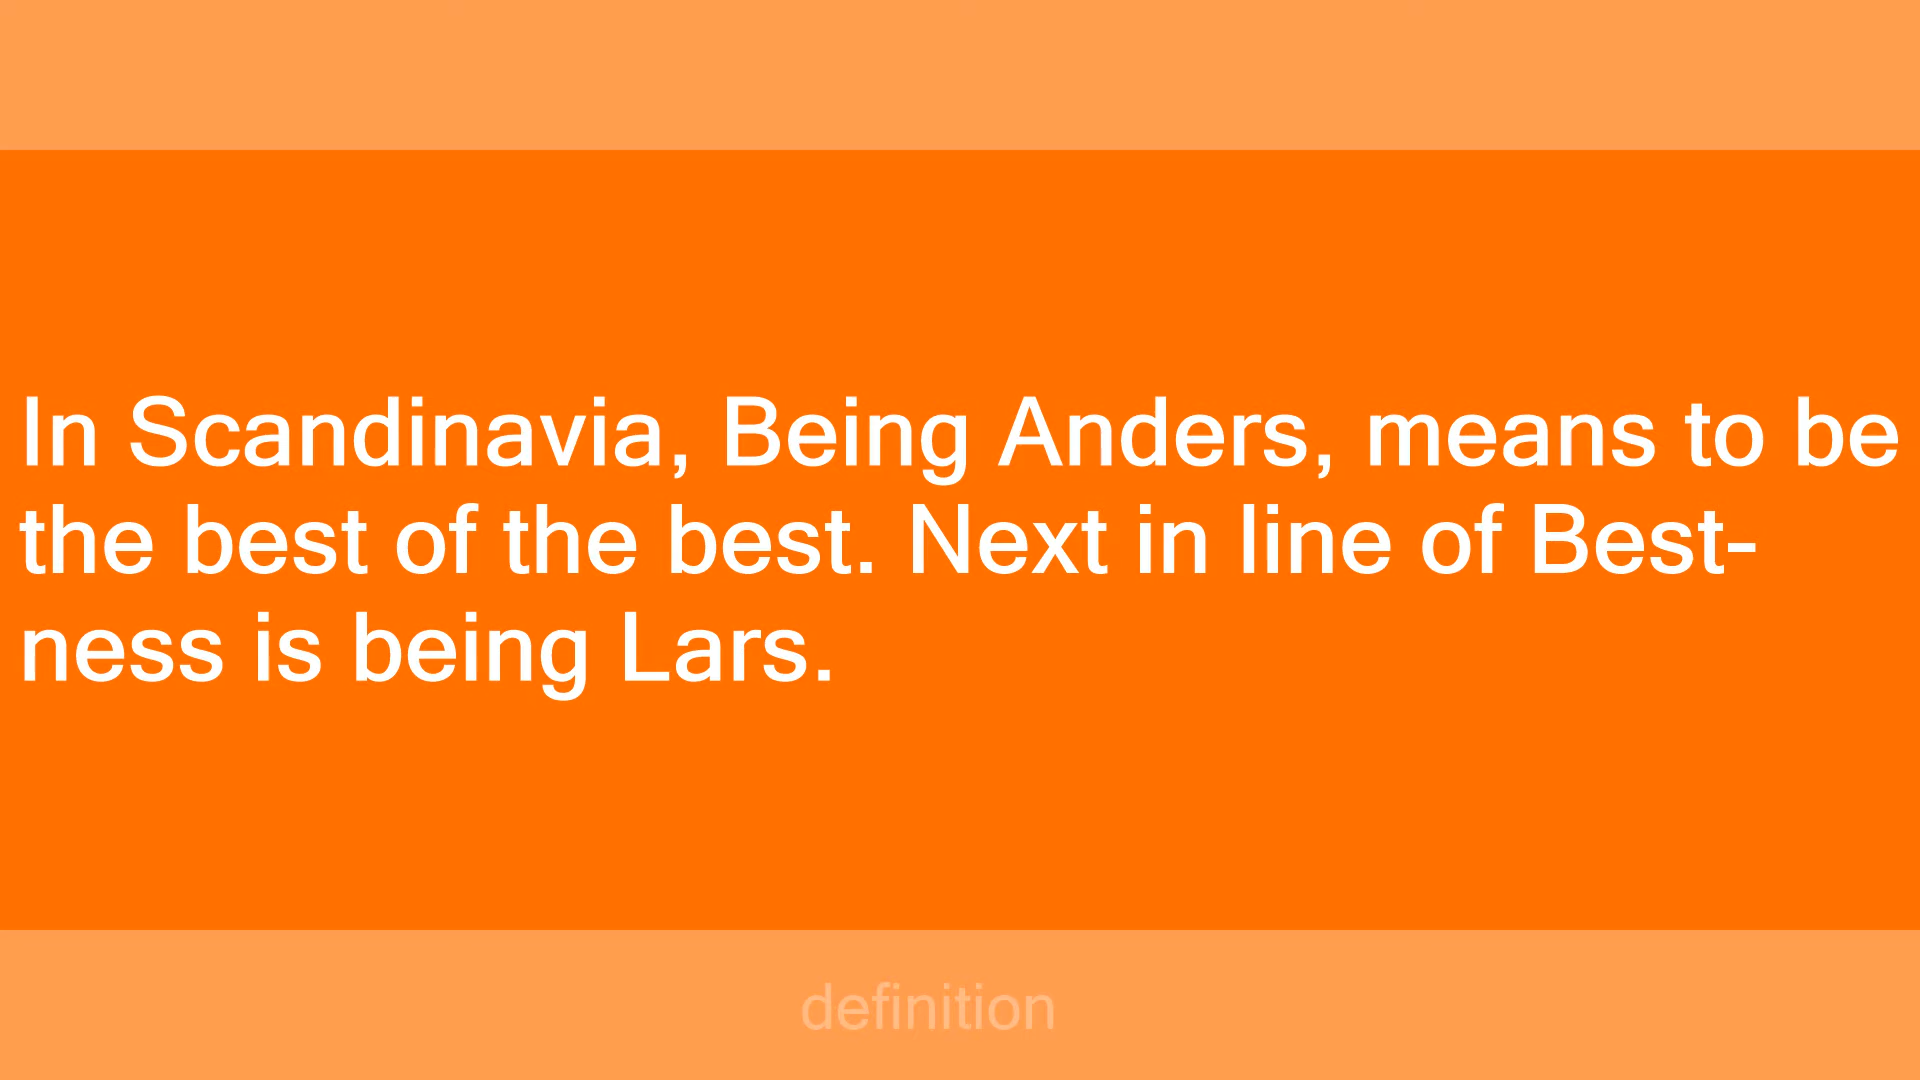 In Scandinavia, Being Anders, means to be
the best of the best. Next in line of Best-
ness is being Lars.
definition